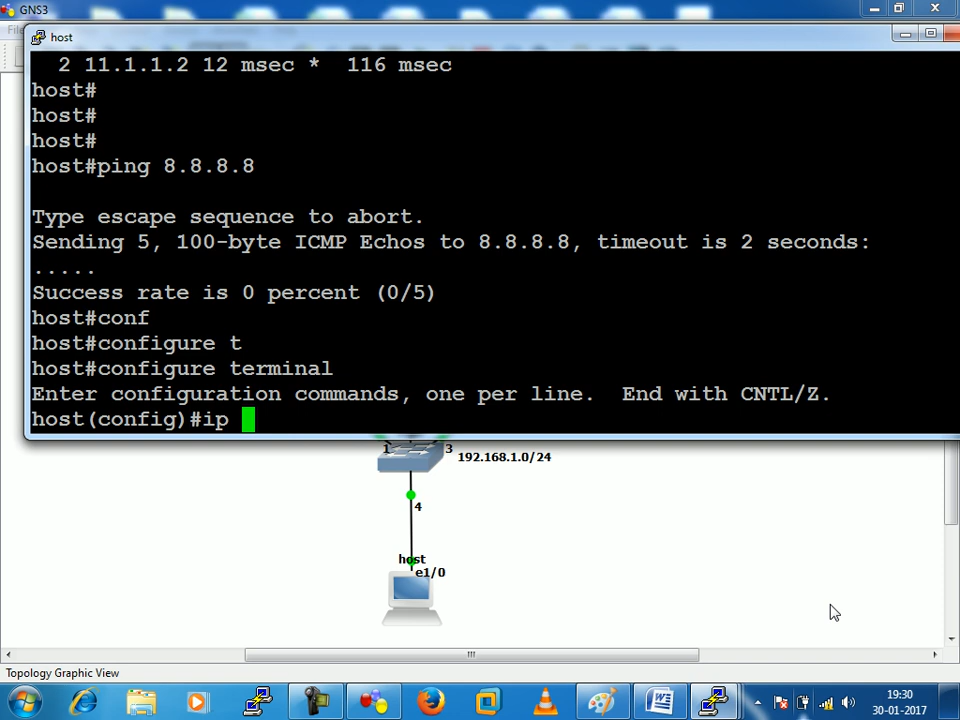 GNS3
host
2 11.1.1.2 12 msec *  116 msec
host#
host#
host#
host#ping 8.8.8.8
Type escape sequence to abort.
Sending 5, 100-byte ICMP Echos to 8.8.8.8, timeout is 2 seconds:
.....
Success rate is 0 percent (0/5)
host#conf
host#configure t
host#configure terminal
Enter configuration commands, one per line.  End with CNTL/Z.
host(config)#ip
1 3 192.168.1.0/24
4
host
e1/0
Topology Graphic View
19:30
30-01-2017